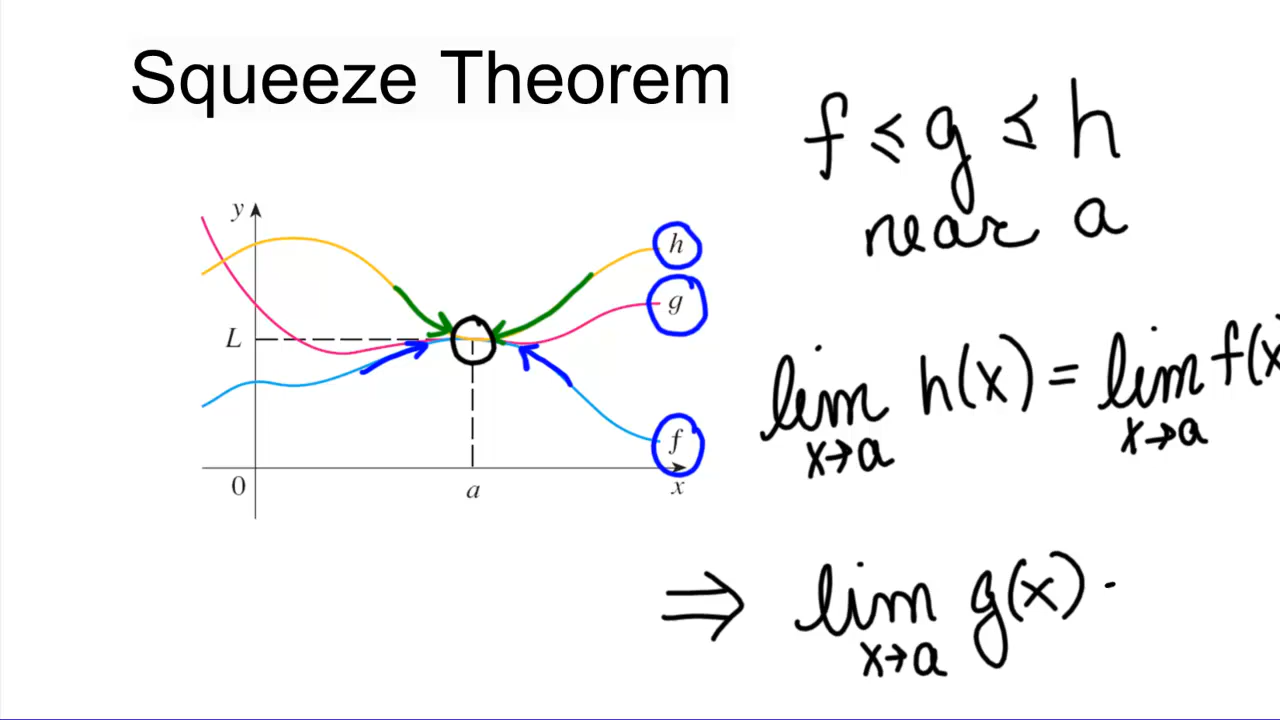 Squeeze Theorem
f ≤ g ≤ h
near a
y
h
g
L
lim h(x) = lim f(x
x→a x→a
f
0
a
x
⇒ lim g(x) -
x→a